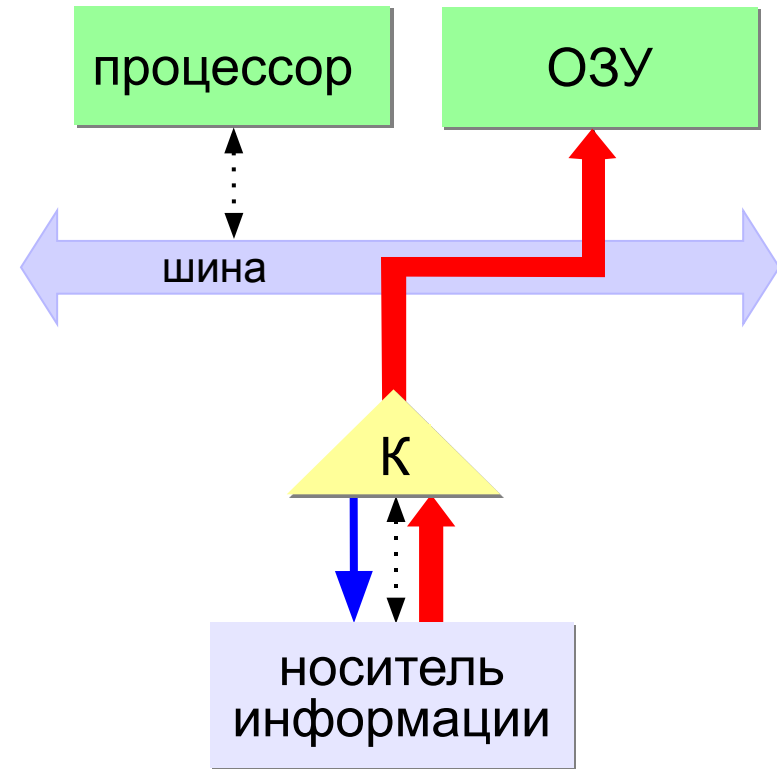 процессор
ОЗУ
шина
К
носитель
информации